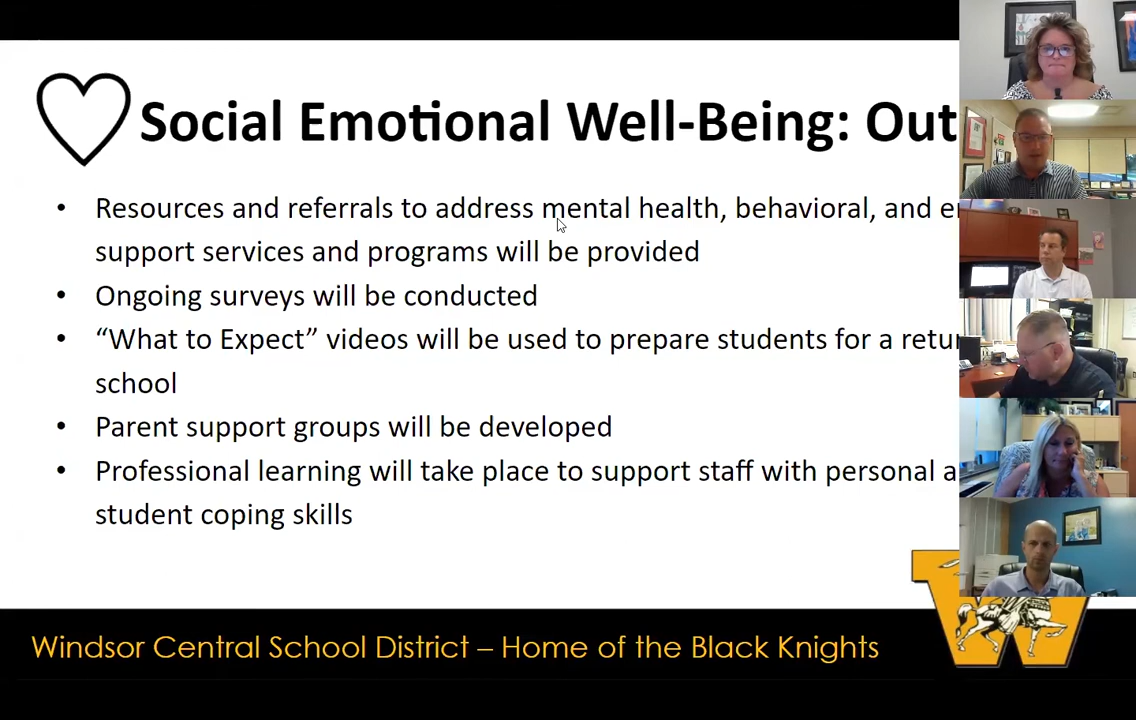 Social Emotional Well-Being: Out
• Resources and referrals to address mental health, behavioral, and
support services and programs will be provided
• Ongoing surveys will be conducted
• “What to Expect” videos will be used to prepare students for a
school
• Parent support groups will be developed
• Professional learning will take place to support staff with personal
student coping skills
W
Windsor Central School District – Home of the Black Knights